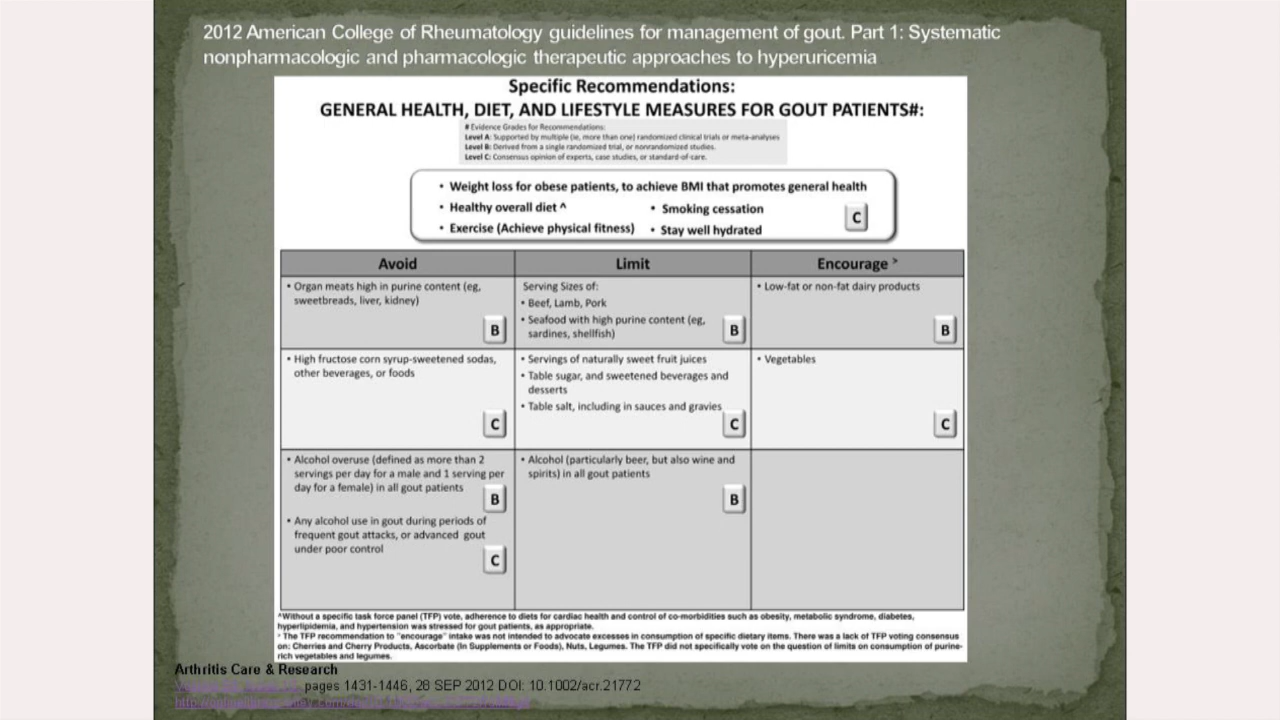 2012 American College of Rheumatology guidelines for management of gout. Part 1: Systematic
nonpharmacologic and pharmacologic therapeutic approaches to hyperuricemia
Specific Recommendations:
GENERAL HEALTH, DIET, AND LIFESTYLE MEASURES FOR GOUT PATIENTS#:
# Evidence Grades for Recommendations:
Level A: Supported by multiple (ie, more than one) randomized clinical trials or meta-analyses
Level B: Derived from a single randomized trial, or nonrandomized studies.
Level C: Consensus opinion of experts, case studies, or standard-of-care.
• Weight loss for obese patients, to achieve BMI that promotes general health
• Healthy overall diet ^
• Smoking cessation
• Exercise (Achieve physical fitness)
• Stay well hydrated
C
Avoid
Limit
Encourage >
• Organ meats high in purine content (eg,
sweetbreads, liver, kidney)
B
Serving Sizes of:
• Beef, Lamb, Pork
• Seafood with high purine content (eg,
sardines, shellfish)
B
• Low-fat or non-fat dairy products
B
• High fructose corn syrup-sweetened sodas,
other beverages, or foods
C
• Servings of naturally sweet fruit juices
• Table sugar, and sweetened beverages and
desserts
• Table salt, including in sauces and gravies
C
• Vegetables
C
• Alcohol overuse (defined as more than 2
servings per day for a male and 1 serving per
day for a female) in all gout patients
B
• Any alcohol use in gout during periods of
frequent gout attacks, or advanced gout
under poor control
C
• Alcohol (particularly beer, but also wine and
spirits) in all gout patients
B
^Without a specific task force panel (TFP) vote, adherence to diets for cardiac health and control of co-morbidities such as obesity, metabolic syndrome, diabetes,
hyperlipidemia, and hypertension was stressed for gout patients, as appropriate.
> The TFP recommendation to "encourage" intake was not intended to advocate excesses in consumption of specific dietary items. There was a lack of TFP voting consensus
on: Cherries and Cherry Products, Ascorbate (In Supplements or Foods), Nuts, Legumes. The TFP did not specifically vote on the question of limits on consumption of purine-
rich vegetables and legumes.
Arthritis Care & Research
pages 1431-1446, 28 SEP 2012 DOI: 10.1002/acr.21772